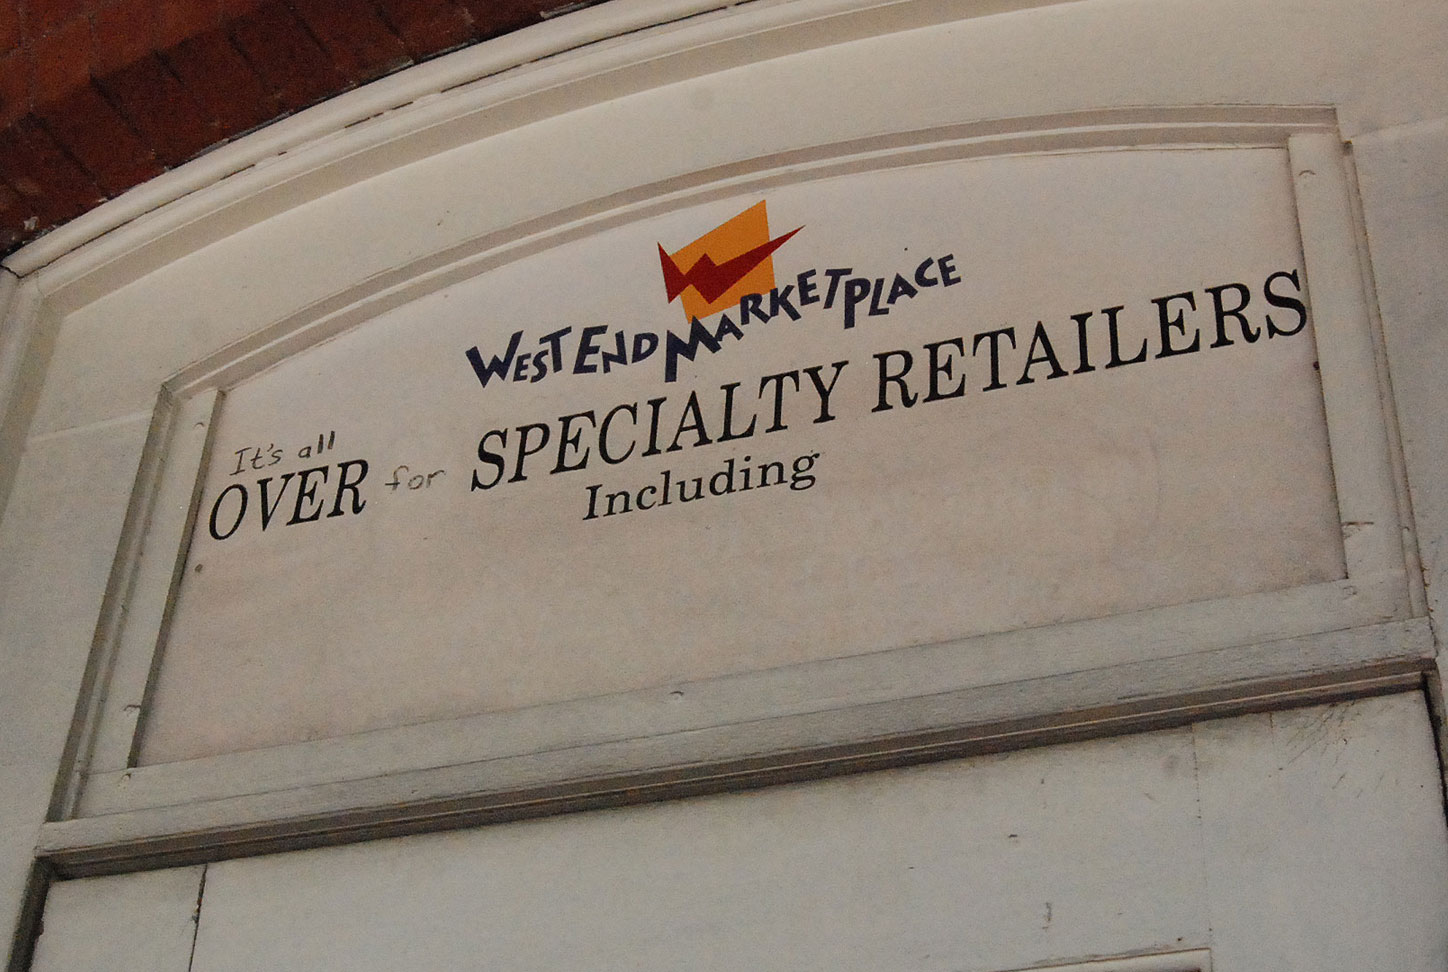 WEST END MARKETPLACE
It's all
OVER for SPECIALTY RETAILERS
Including